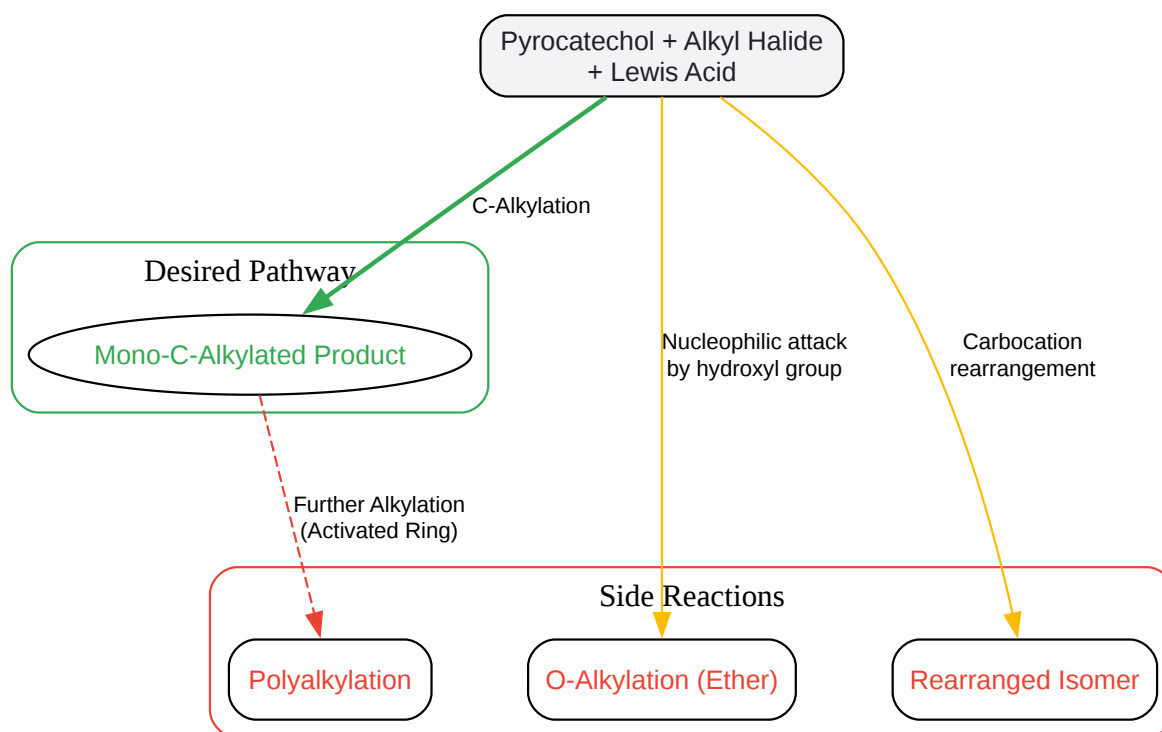 Pyrocatechol + Alkyl Halide
+ Lewis Acid
C-Alkylation
Desired Pathway
Mono-C-Alkylated Product
Nucleophilic attack
by hydroxyl group
Carbocation
rearrangement
Further Alkylation
(Activated Ring)
Side Reactions
Polyalkylation
O-Alkylation (Ether)
Rearranged Isomer